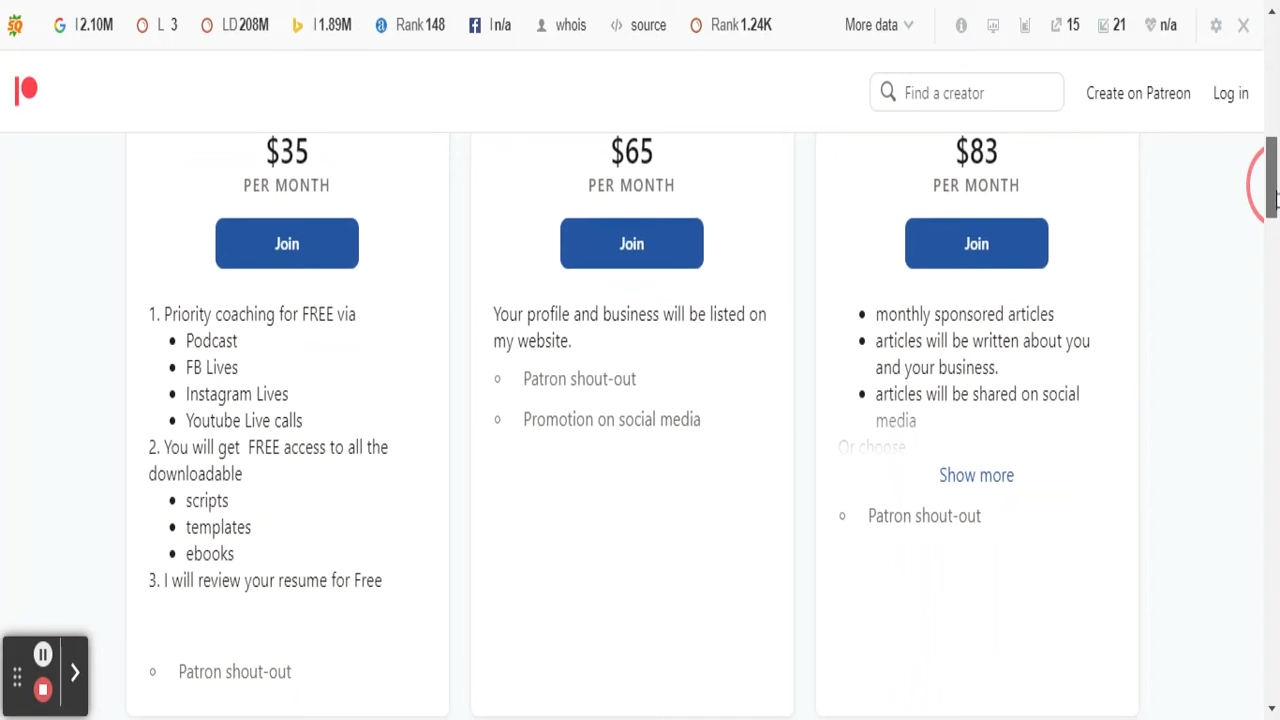 I 2.10M L 3 LD 208M I 1.89M Rank 148 I n/a whois source Rank 1.24K More data 15 21 n/a
Find a creator Create on Patreon Log in
$35
PER MONTH
Join
1. Priority coaching for FREE via
Podcast
FB Lives
Instagram Lives
Youtube Live calls
2. You will get FREE access to all the
downloadable
scripts
templates
ebooks
3. I will review your resume for Free
Patron shout-out
$65
PER MONTH
Join
Your profile and business will be listed on
my website.
Patron shout-out
Promotion on social media
$83
PER MONTH
Join
monthly sponsored articles
articles will be written about you
and your business.
articles will be shared on social
media
Or choose
Show more
Patron shout-out